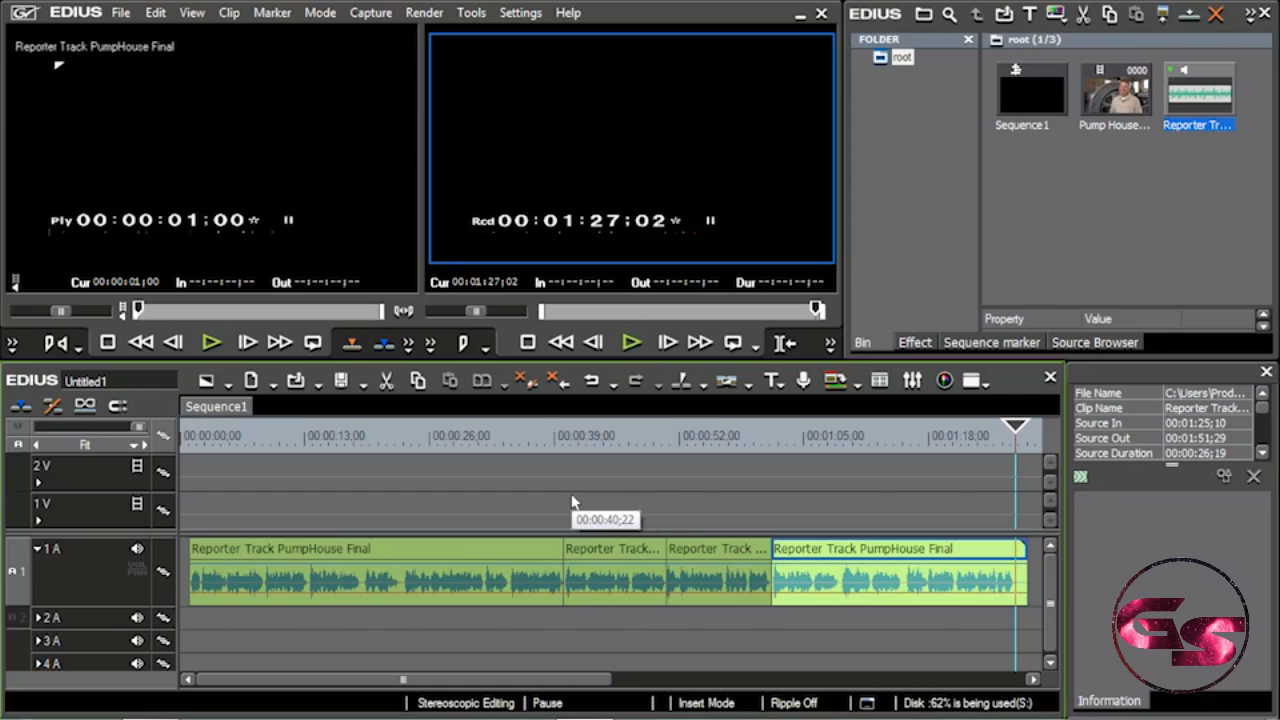 EDIUS File Edit View Clip Marker Mode Capture Render Tools Settings Help
Reporter Track PumpHouse Final
Ply 00:00:01;00
Cur 00:00:01;00 In --:--:--;-- Out --:--:--;--
Rcd 00:01:27;02
Cur 00:01:27;02 In --:--:--;-- Out --:--:--;-- Dur --:--:--;--
EDIUS
FOLDER
root
root (1/3)
0000
Sequence1 Pump House... Reporter Tr...
Property Value
Bin Effect Sequence marker Source Browser
EDIUS Untitled1
Sequence1
Fit
00:00:00;00 00:00:13;00 00:00:26;00 00:00:39;00 00:00:52;00 00:01:05;00 00:01:18;00
2 V
1 V
00:00:40;22
1 A
Reporter Track PumpHouse Final Reporter Track... Reporter Track ... Reporter Track PumpHouse Final
VOL
PAN
A 1
A 2
2 A
3 A
4 A
Stereoscopic Editing Pause Insert Mode Ripple Off Disk :62% is being used(S:)
File Name C:\Users\Prod...
Clip Name Reporter Track...
Source In 00:01:25;10
Source Out 00:01:51;29
Source Duration 00:00:26;19
GS
Information